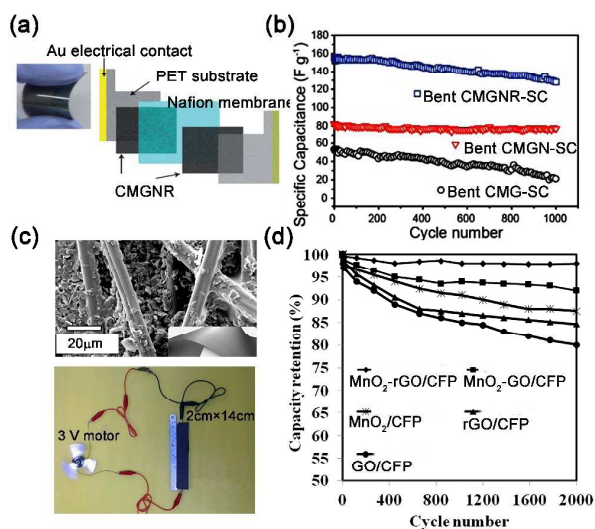 (a)
Au electrical contact
PET substrate
Nafion membrane
CMGNR
(b)
Specific Capacitance (F g⁻¹)
180
160
140
120
100
80
60
40
20
0
Bent CMGNR-SC
Bent CMGN-SC
Bent CMG-SC
0 200 400 600 800 1000
Cycle number
(c)
20μm
2cm×14cm
3 V motor
(d)
Capacity retention (%)
100
95
90
85
80
75
70
65
60
55
50
MnO₂-rGO/CFP MnO₂-GO/CFP
MnO₂/CFP rGO/CFP
GO/CFP
0 400 800 1200 1600 2000
Cycle number